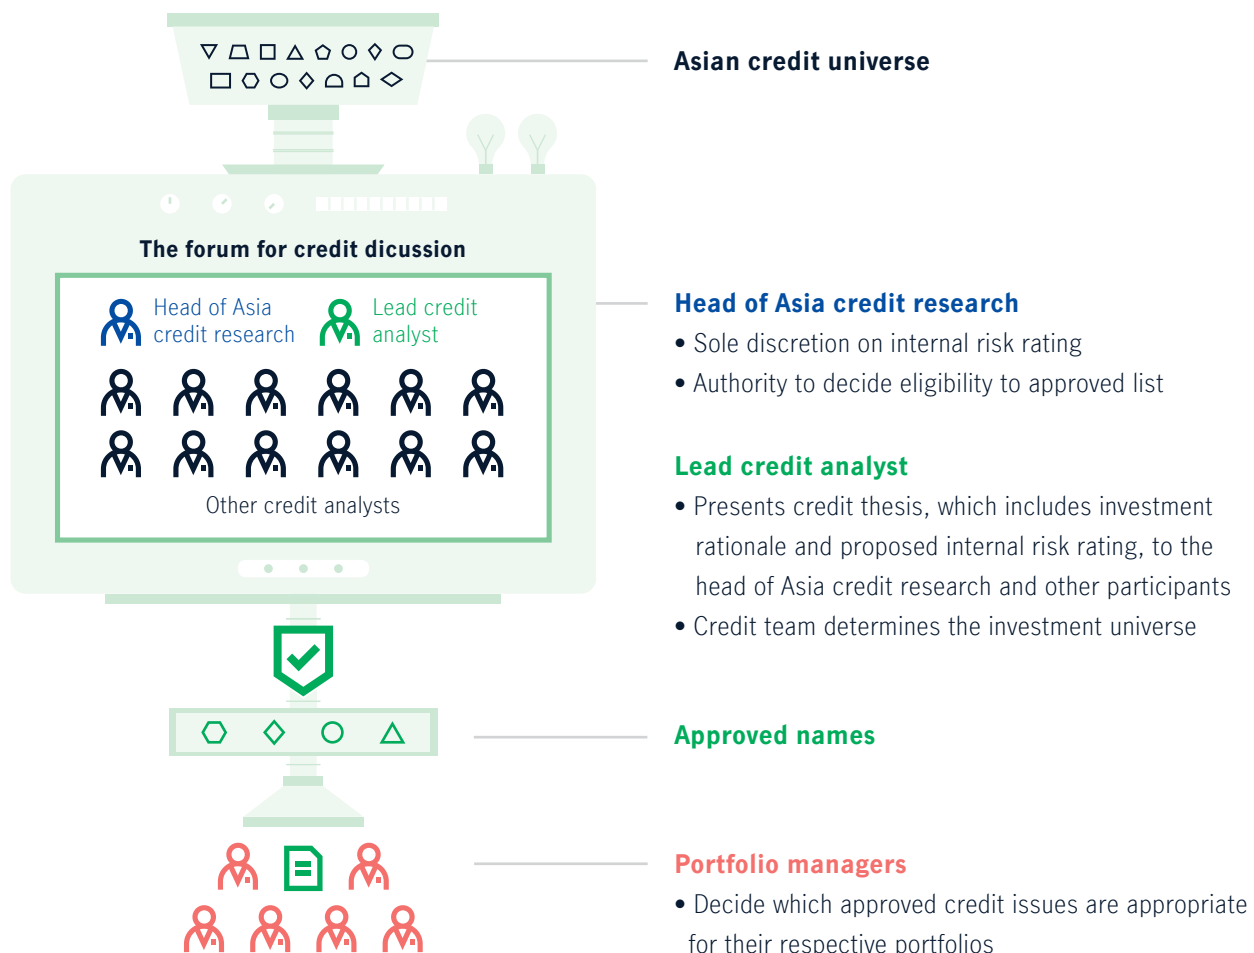 Asian credit universe
The forum for credit dicussion
Head of Asia
credit research
Lead credit
analyst
Other credit analysts
Head of Asia credit research
• Sole discretion on internal risk rating
• Authority to decide eligibility to approved list
Lead credit analyst
• Presents credit thesis, which includes investment
rationale and proposed internal risk rating, to the
head of Asia credit research and other participants
• Credit team determines the investment universe
Approved names
Portfolio managers
• Decide which approved credit issues are appropriate
for their respective portfolios